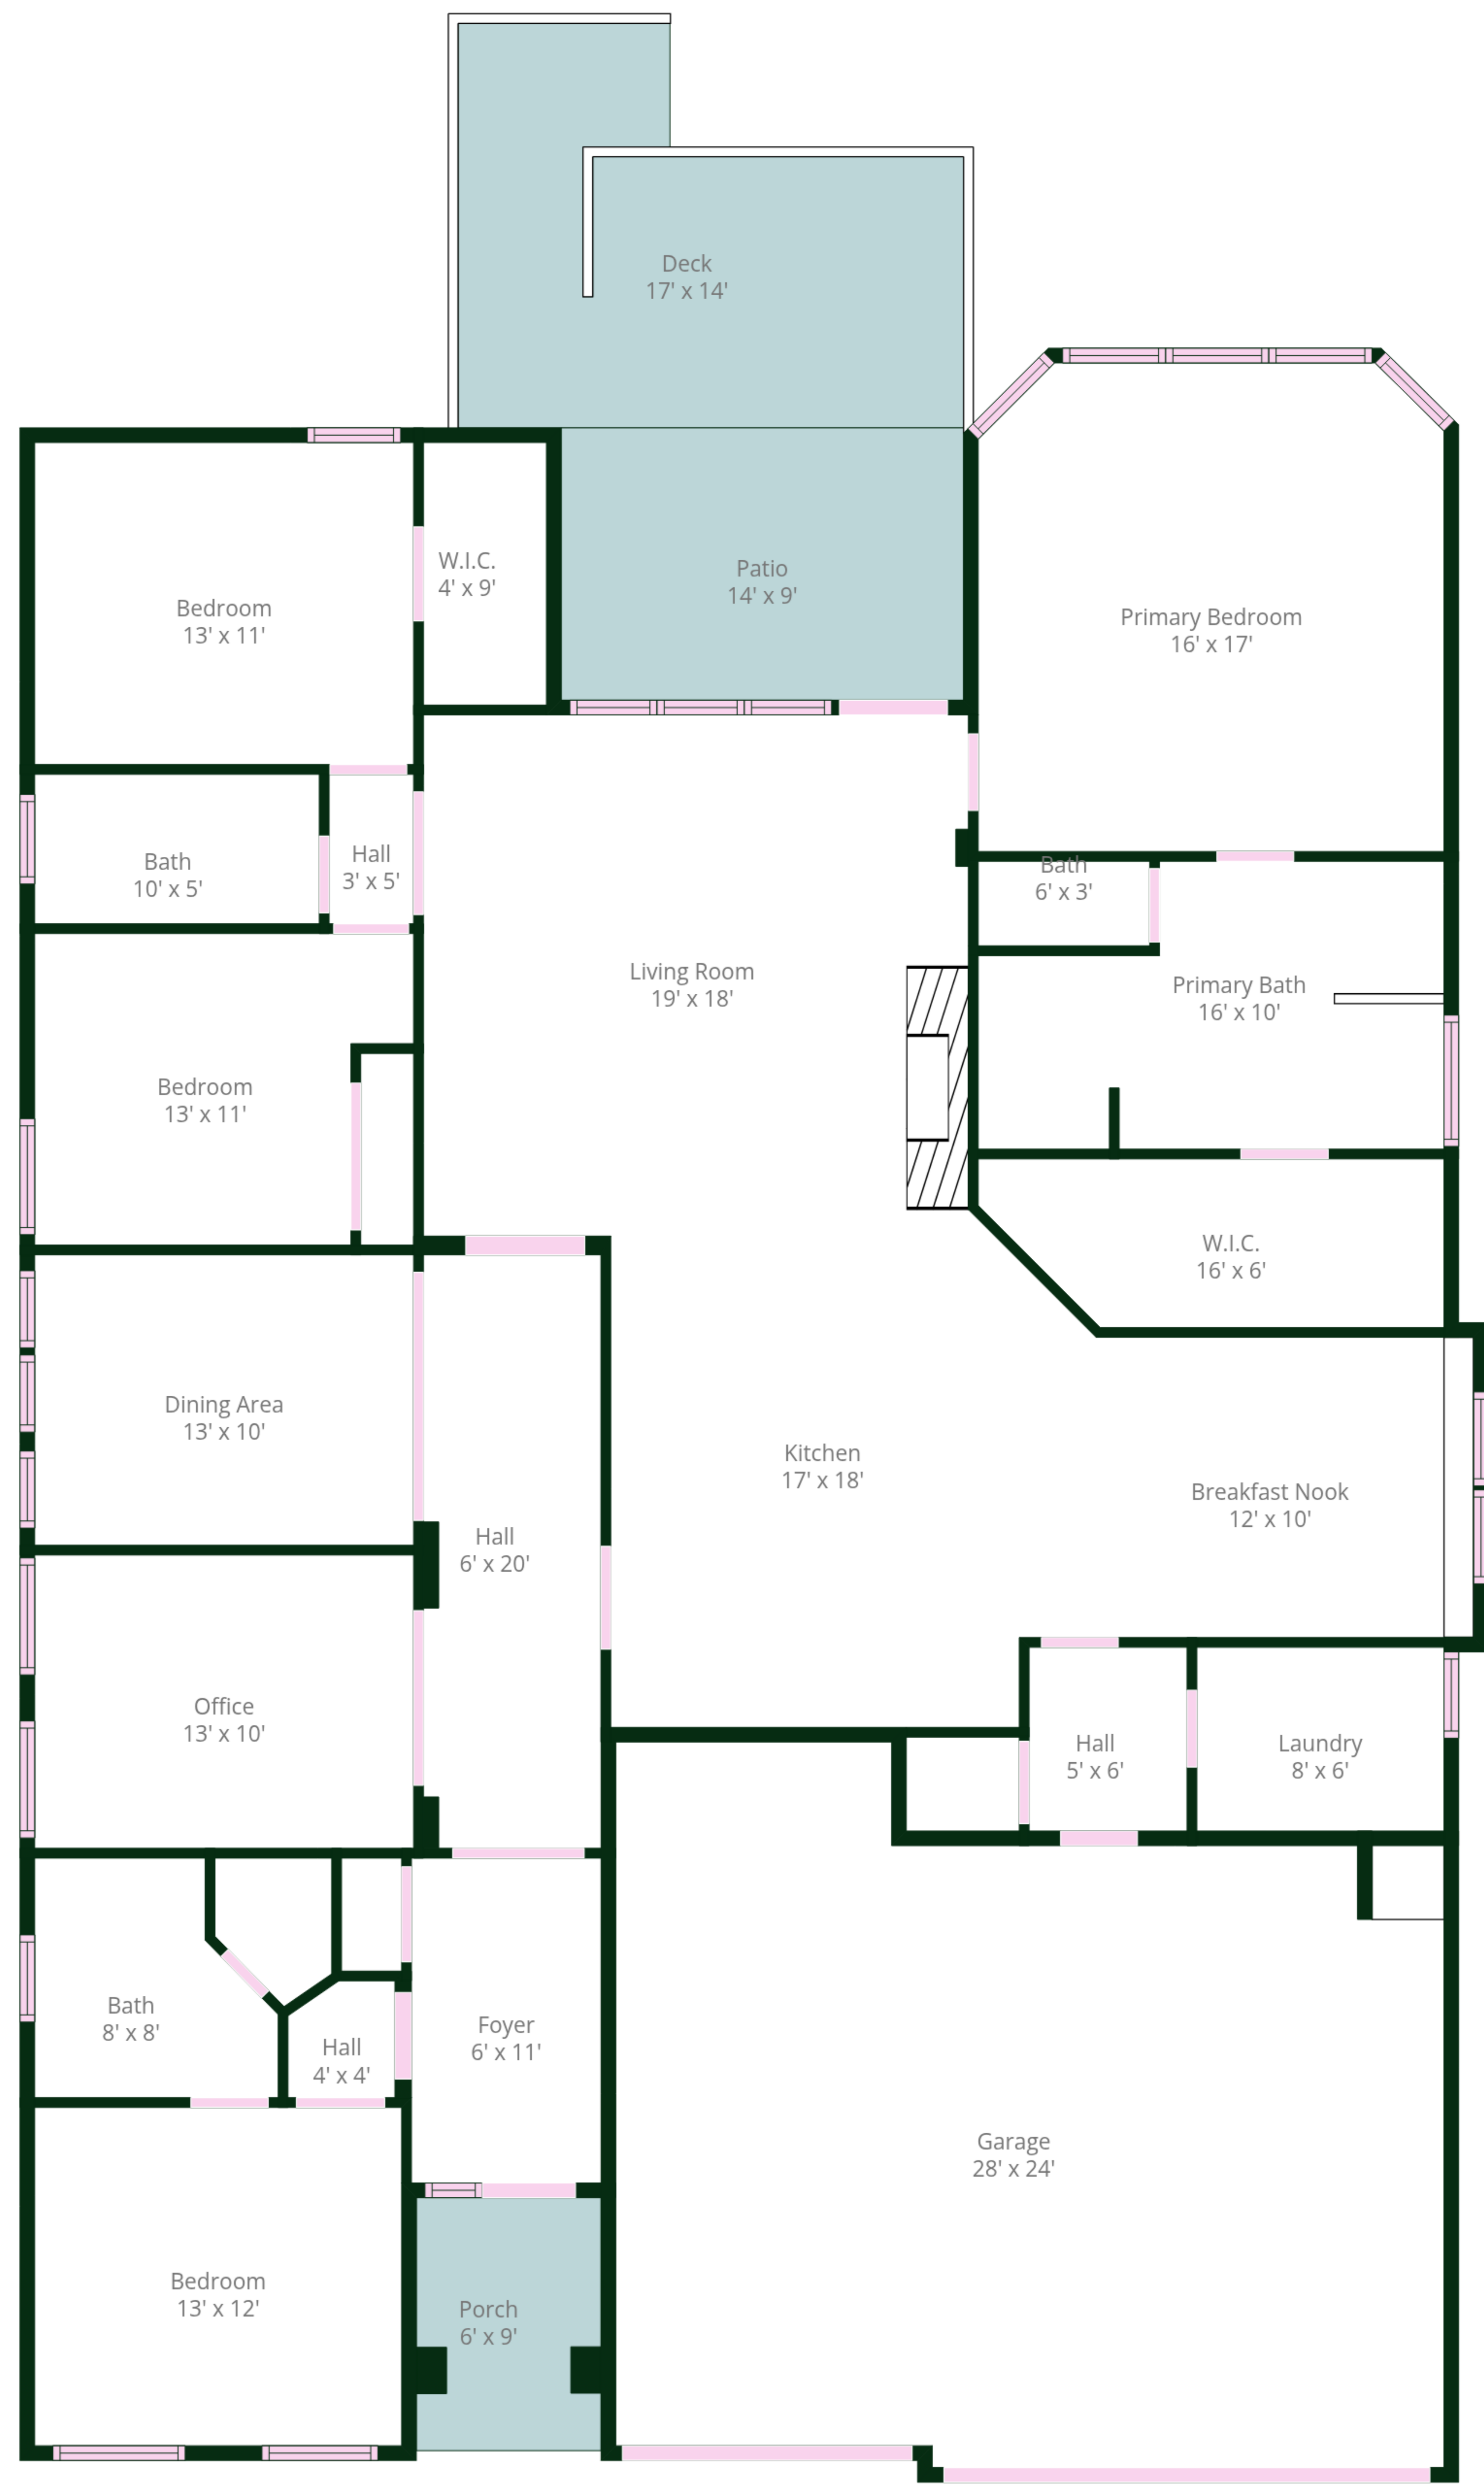 Deck
17' x 14'
W.I.C.
4' x 9'
Patio
14' x 9'
Bedroom
13' x 11'
Primary Bedroom
16' x 17'
Bath
10' x 5'
Hall
3' x 5'
Bath
6' x 3'
Living Room
19' x 18'
Primary Bath
16' x 10'
Bedroom
13' x 11'
W.I.C.
16' x 6'
Dining Area
13' x 10'
Kitchen
17' x 18'
Breakfast Nook
12' x 10'
Hall
6' x 20'
Office
13' x 10'
Hall
5' x 6'
Laundry
8' x 6'
Bath
8' x 8'
Hall
4' x 4'
Foyer
6' x 11'
Garage
28' x 24'
Bedroom
13' x 12'
Porch
6' x 9'